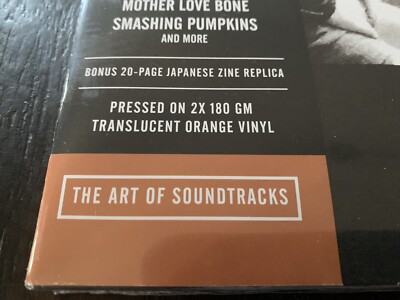 MOTHER LOVE BONE
SMASHING PUMPKINS
AND MORE
BONUS 20-PAGE JAPANESE ZINE REPLICA
PRESSED ON 2X 180 GM
TRANSLUCENT ORANGE VINYL
THE ART OF SOUNDTRACKS